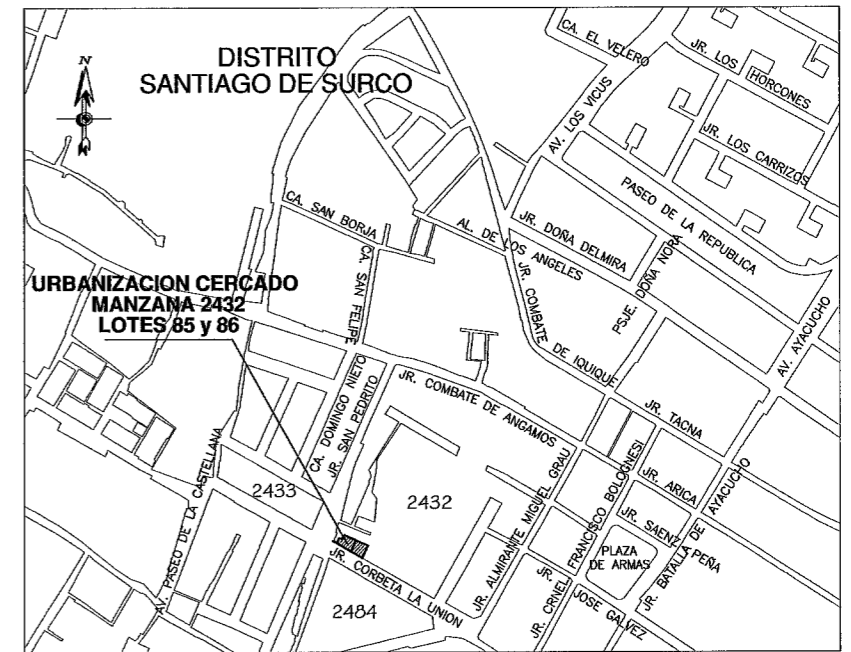 DISTRITO
SANTIAGO DE SURCO
N
CA. EL VELERO
JR. LOS HORCONES
AV. LOS VICUS
JR. LOS CARRIZOS
PASEO DE LA REPUBLICA
CA. SAN BORJA
AL. DE LOS ANGELES
JR. DOÑA DELMIRA
PSJE. DOÑA NORA
CA. SAN FELIPE
JR. COMBATE DE IQUIQUE
AV. AYACUCHO
URBANIZACION CERCADO
MANZANA 2432
LOTES 85 y 86
CA. DOMINGO NIETO
JR. SAN PEDRITO
JR. COMBATE DE ANGAMOS
JR. TACNA
AV. PASEO DE LA CASTELLANA
2433
2432
JR. ALMIRANTE MIGUEL GRAU
JR. CRNEL FRANCISCO BOLOGNESI
JR. ARICA
JR. SAENZ PEÑA
JR. BATALLA DE AYACUCHO
PLAZA
DE ARMAS
JR. JOSE GALVEZ
JR. CORBETA LA UNION
2484